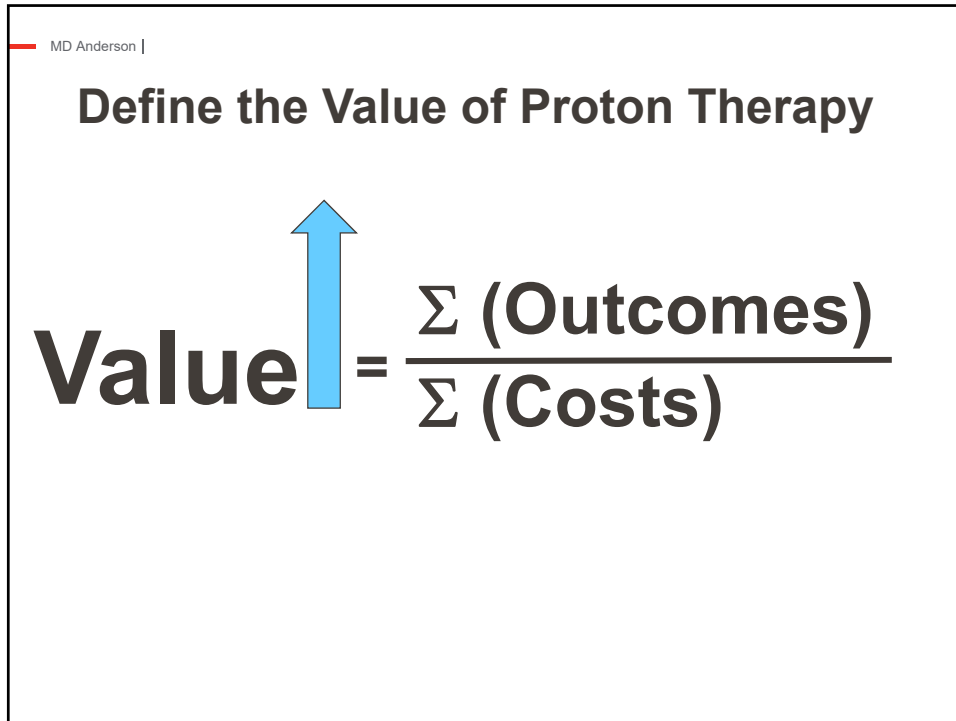 MD Anderson |
Define the Value of Proton Therapy
Σ (Outcomes)
Value =
Σ (Costs)